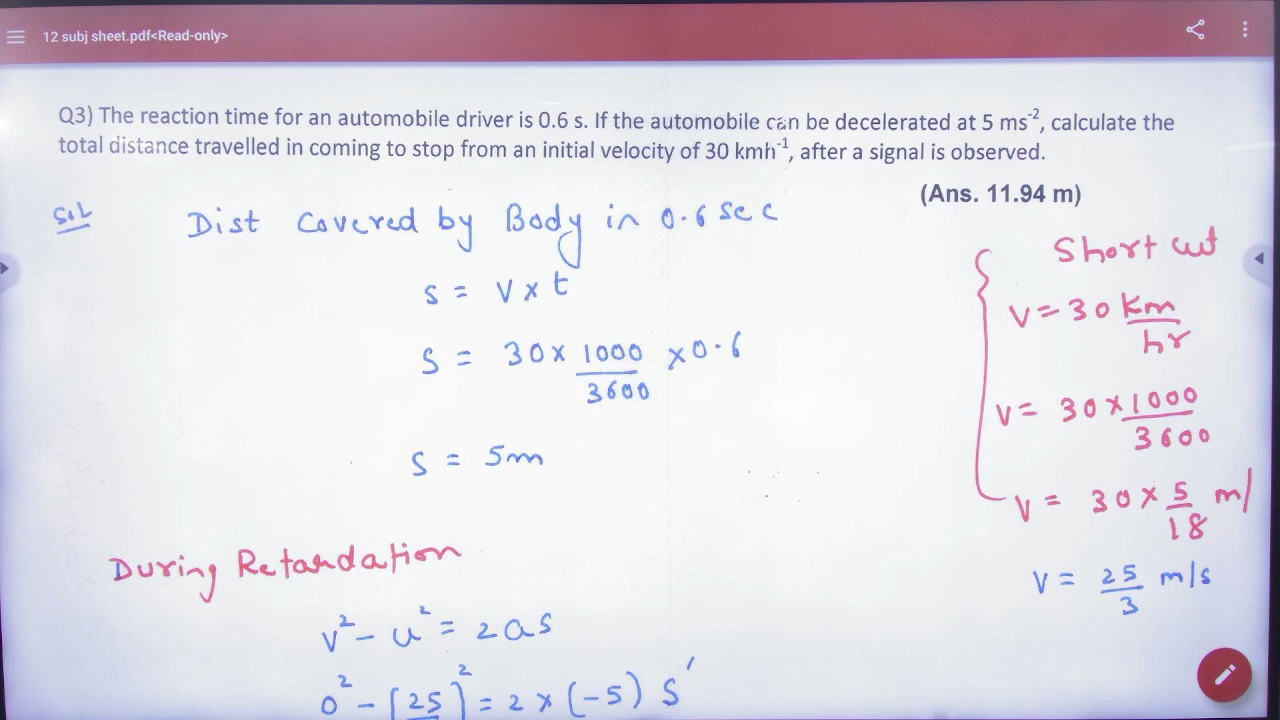 12 subj sheet.pdf<Read-only>
Q3) The reaction time for an automobile driver is 0.6 s. If the automobile can be decelerated at 5 ms⁻², calculate the
total distance travelled in coming to stop from an initial velocity of 30 kmh⁻¹, after a signal is observed.
(Ans. 11.94 m)
Sol Dist Covered by Body in 0.6 sec
S = V x t
S = 30 x 1000/3600 x 0.6
S = 5m
During Retardation
v² - u² = 2as
0² - [25]² = 2 x (-5) S'
Short cut
V = 30 Km/hr
V = 30 x 1000/3600
V = 30 x 5/18 m/
V = 25/3 m/s